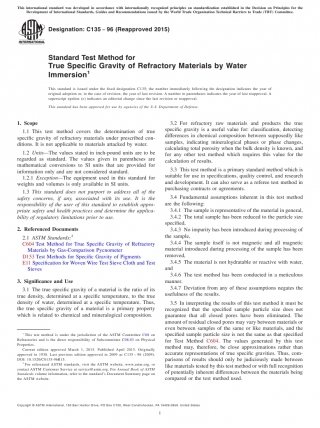 This international standard was developed in accordance with internationally recognized principles on standardization established in the Decision on Principles for the
Development of International Standards, Guides and Recommendations issued by the World Trade Organization Technical Barriers to Trade (TBT) Committee.
Designation: C135 − 96 (Reapproved 2015)
Standard Test Method for
True Specific Gravity of Refractory Materials by Water
Immersion1
This standard is issued under the fixed designation C135; the number immediately following the designation indicates the year of
original adoption or, in the case of revision, the year of last revision. A number in parentheses indicates the year of last reapproval. A
superscript epsilon (ε) indicates an editorial change since the last revision or reapproval.
This standard has been approved for use by agencies of the U.S. Department of Defense.
1. Scope
1.1 This test method covers the determination of true
specific gravity of refractory materials under prescribed con-
ditions. It is not applicable to materials attacked by water.
1.2 Units—The values stated in inch-pound units are to be
regarded as standard. The values given in parentheses are
mathematical conversions to SI units that are provided for
information only and are not considered standard.
1.2.1 Exception—The equipment used in this standard for
weights and volumes is only available in SI units.
1.3 This standard does not purport to address all of the
safety concerns, if any, associated with its use. It is the
responsibility of the user of this standard to establish appro-
priate safety and health practices and determine the applica-
bility of regulatory limitations prior to use.
2. Referenced Documents
2.1 ASTM Standards:2
C604 Test Method for True Specific Gravity of Refractory
Materials by Gas-Comparison Pycnometer
D153 Test Methods for Specific Gravity of Pigments
E11 Specification for Woven Wire Test Sieve Cloth and Test
Sieves
3. Significance and Use
3.1 The true specific gravity of a material is the ratio of its
true density, determined at a specific temperature, to the true
density of water, determined at a specific temperature. Thus,
the true specific gravity of a material is a primary property
which is related to chemical and mineralogical composition.
1 This test method is under the jurisdiction of ASTM Committee C08 on
Refractories and is the direct responsibility of Subcommittee C08.03 on Physical
Properties.
Current edition approved March 1, 2015. Published April 2015. Originally
approved in 1938. Last previous edition approved in 2009 as C135 – 96 (2009).
DOI: 10.1520/C0135-96R15.
2 For referenced ASTM standards, visit the ASTM website, www.astm.org, or
contact ASTM Customer Service at service@astm.org. For Annual Book of ASTM
Standards volume information, refer to the standard's Document Summary page on
the ASTM website.
3.2 For refractory raw materials and products the true
specific gravity is a useful value for: classification, detecting
differences in chemical composition between supposedly like
samples, indicating mineralogical phases or phase changes,
calculating total porosity when the bulk density is known, and
for any other test method which requires this value for the
calculation of results.
3.3 This test method is a primary standard method which is
suitable for use in specifications, quality control, and research
and development. It can also serve as a referee test method in
purchasing contracts or agreements.
3.4 Fundamental assumptions inherent in this test method
are the following:
3.4.1 The sample is representative of the material in general,
3.4.2 The total sample has been reduced to the particle size
specified,
3.4.3 No impurity has been introduced during processing of
the sample,
3.4.4 The sample itself is not magnetic and all magnetic
material introduced during processing of the sample has been
removed,
3.4.5 The material is not hydratable or reactive with water,
and
3.4.6 The test method has been conducted in a meticulous
manner.
3.4.7 Deviation from any of these assumptions negates the
usefulness of the results.
3.5 In interpreting the results of this test method it must be
recognized that the specified sample particle size does not
guarantee that all closed pores have been eliminated. The
amount of residual closed pores may vary between materials or
even between samples of the same or like materials, and the
specified sample particle size is not the same as that specified
for Test Method C604. The values generated by this test
method may, therefore, be close approximations rather than
accurate representations of true specific gravities. Thus, com-
parisons of results should only be judiciously made between
like materials tested by this test method or with full recognition
of potentially inherent differences between the materials being
compared or the test method used.
Copyright © ASTM International, 100 Barr Harbor Drive, PO Box C700, West Conshohocken, PA 19428-2959. United States
1